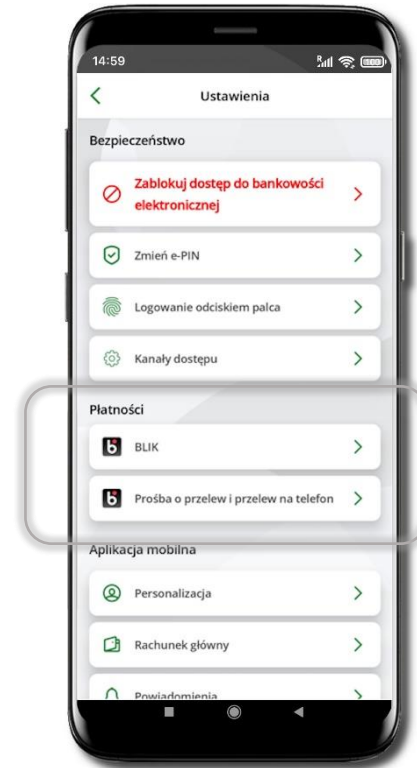 14:59
Ustawienia
Bezpieczeństwo
Zablokuj dostęp do bankowości
elektronicznej
Zmień e-PIN
Logowanie odciskiem palca
Kanały dostępu
Płatności
BLIK
Prośba o przelew i przelew na telefon
Aplikacja mobilna
Personalizacja
Rachunek główny
Powiadomienia